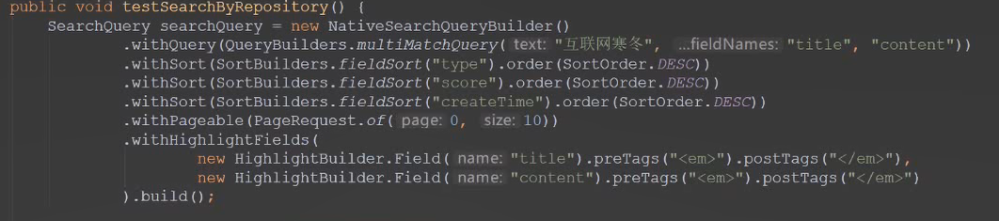 public void testSearchByRepository() {
SearchQuery searchQuery = new NativeSearchQueryBuilder()
.withQuery(QueryBuilders.multiMatchQuery( text: "互联网寒冬", ...fieldNames: "title", "content"))
.withSort(SortBuilders.fieldSort("type").order(SortOrder.DESC))
.withSort(SortBuilders.fieldSort("score").order(SortOrder.DESC))
.withSort(SortBuilders.fieldSort("createTime").order(SortOrder.DESC))
.withPageable(PageRequest.of( page: 0, size: 10))
.withHighlightFields(
new HighlightBuilder.Field( name: "title").preTags("<em>").postTags("</em>"),
new HighlightBuilder.Field( name: "content").preTags("<em>").postTags("</em>")
).build();